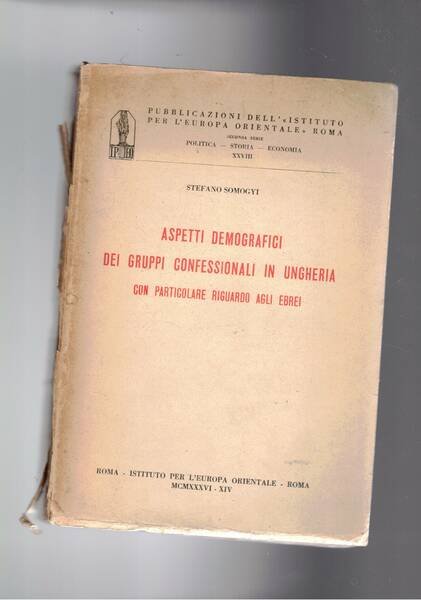 PUBBLICAZIONI DELL'«ISTITUTO
PER L'EUROPA ORIENTALE» ROMA
SECONDA SERIE
POLITICA — STORIA — ECONOMIA
XXVIII
STEFANO SOMOGYI
ASPETTI DEMOGRAFICI
DEI GRUPPI CONFESSIONALI IN UNGHERIA
CON PARTICOLARE RIGUARDO AGLI EBREI
ROMA - ISTITUTO PER L'EUROPA ORIENTALE - ROMA
MCMXXXVI - XIV